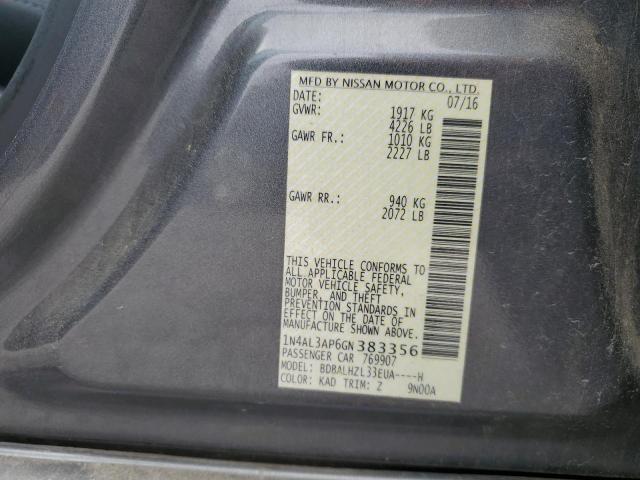 MFD BY NISSAN MOTOR CO., LTD.
DATE: 07/16
GVWR: 1917 KG
4226 LB
GAWR FR.: 1010 KG
2227 LB
GAWR RR.: 940 KG
2072 LB
THIS VEHICLE CONFORMS TO
ALL APPLICABLE FEDERAL
MOTOR VEHICLE SAFETY,
BUMPER, AND THEFT
PREVENTION STANDARDS IN
EFFECT ON THE DATE OF
MANUFACTURE SHOWN ABOVE.
1N4AL3AP6GN383356
PASSENGER CAR 769907
MODEL: BDBALHZL33EUA----H
COLOR: KAD TRIM: Z 9N00A